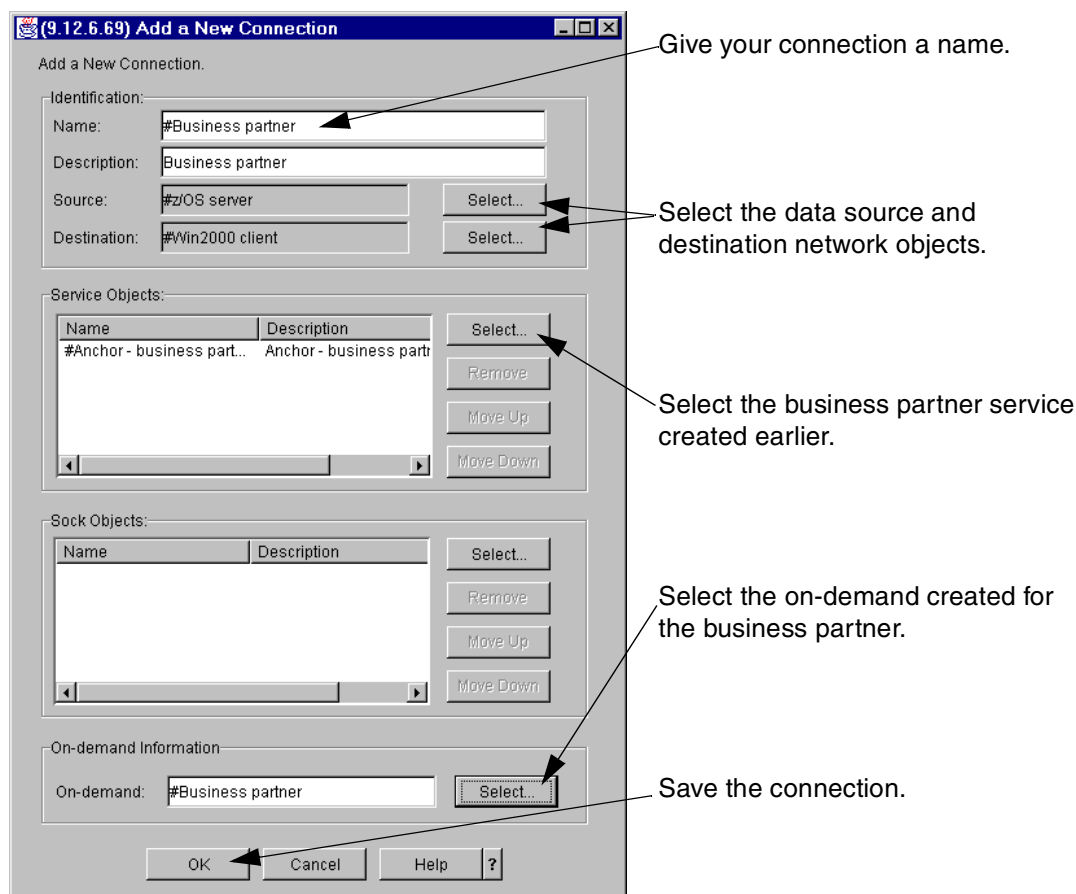 (9.12.6.69) Add a New Connection
Give your connection a name.
Add a New Connection.
Identification:
Name: #Business partner
Description: Business partner
Source: #z/OS server Select...
Select the data source and
destination network objects.
Destination: #Win2000 client Select...
Service Objects:
Name Description Select...
#Anchor - business part... Anchor - business partr
Remove
Select the business partner service
created earlier.
Move Up
Move Down
Sock Objects:
Name Description Select...
Remove
Select the on-demand created for
the business partner.
Move Up
Move Down
On-demand Information
On-demand: #Business partner Select...
Save the connection.
OK Cancel Help ?